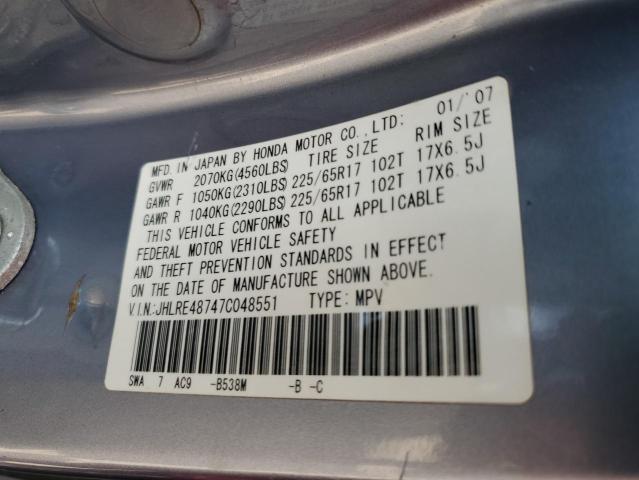 MFD. IN JAPAN BY HONDA MOTOR CO., LTD: 01/'07
GVWR 2070KG(4560LBS) TIRE SIZE RIM SIZE
GAWR F 1050KG(2310LBS) 225/65R17 102T 17X6.5J
GAWR R 1040KG(2290LBS) 225/65R17 102T 17X6.5J
THIS VEHICLE CONFORMS TO ALL APPLICABLE
FEDERAL MOTOR VEHICLE SAFETY
AND THEFT PREVENTION STANDARDS IN EFFECT
ON THE DATE OF MANUFACTURE SHOWN ABOVE.
V.I.N.:JHLRE48747C048551 TYPE: MPV
SWA 7 AC9 -B538M -B -C